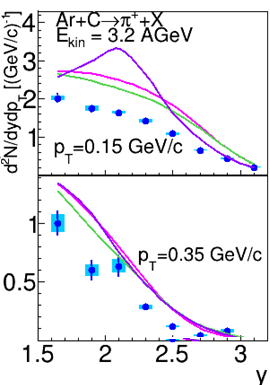 Ar+C→π⁺+X
E_kin = 3.2 AGeV
d²N/dydp_T [(GeV/c)⁻¹]
4
3
2
1
p_T=0.15 GeV/c
1
0.5
p_T=0.35 GeV/c
1.5 2 2.5 3
y